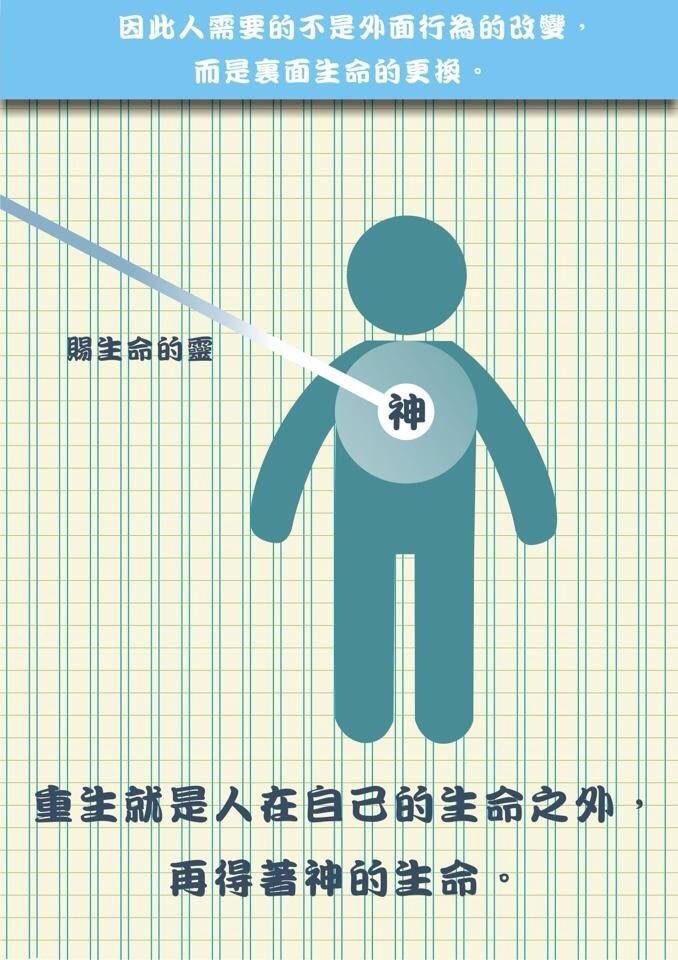 因此人需要的不是外面行為的改變，
而是裏面生命的更換。
賜生命的靈
神
重生就是人在自己的生命之外，
再得著神的生命。